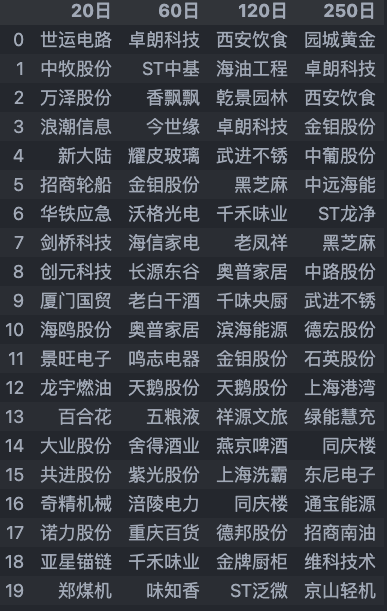 20日 60日 120日 250日
0 世运电路 卓朗科技 西安饮食 园城黄金
1 中牧股份 ST中基 海油工程 卓朗科技
2 万泽股份 香飘飘 乾景园林 西安饮食
3 浪潮信息 今世缘 卓朗科技 金钼股份
4 新大陆 耀皮玻璃 武进不锈 中葡股份
5 招商轮船 金钼股份 黑芝麻 中远海能
6 华铁应急 沃格光电 千禾味业 ST龙净
7 剑桥科技 海信家电 老凤祥 黑芝麻
8 创元科技 长源东谷 奥普家居 中路股份
9 厦门国贸 老白干酒 千味央厨 武进不锈
10 海鸥股份 奥普家居 滨海能源 德宏股份
11 景旺电子 鸣志电器 金钼股份 石英股份
12 龙宇燃油 天鹅股份 天鹅股份 上海港湾
13 百合花 五粮液 祥源文旅 绿能慧充
14 大业股份 舍得酒业 燕京啤酒 同庆楼
15 共进股份 紫光股份 上海洗霸 东尼电子
16 奇精机械 涪陵电力 同庆楼 通宝能源
17 诺力股份 重庆百货 德邦股份 招商南油
18 亚星锚链 千禾味业 金牌厨柜 维科技术
19 郑煤机 味知香 ST泛微 京山轻机